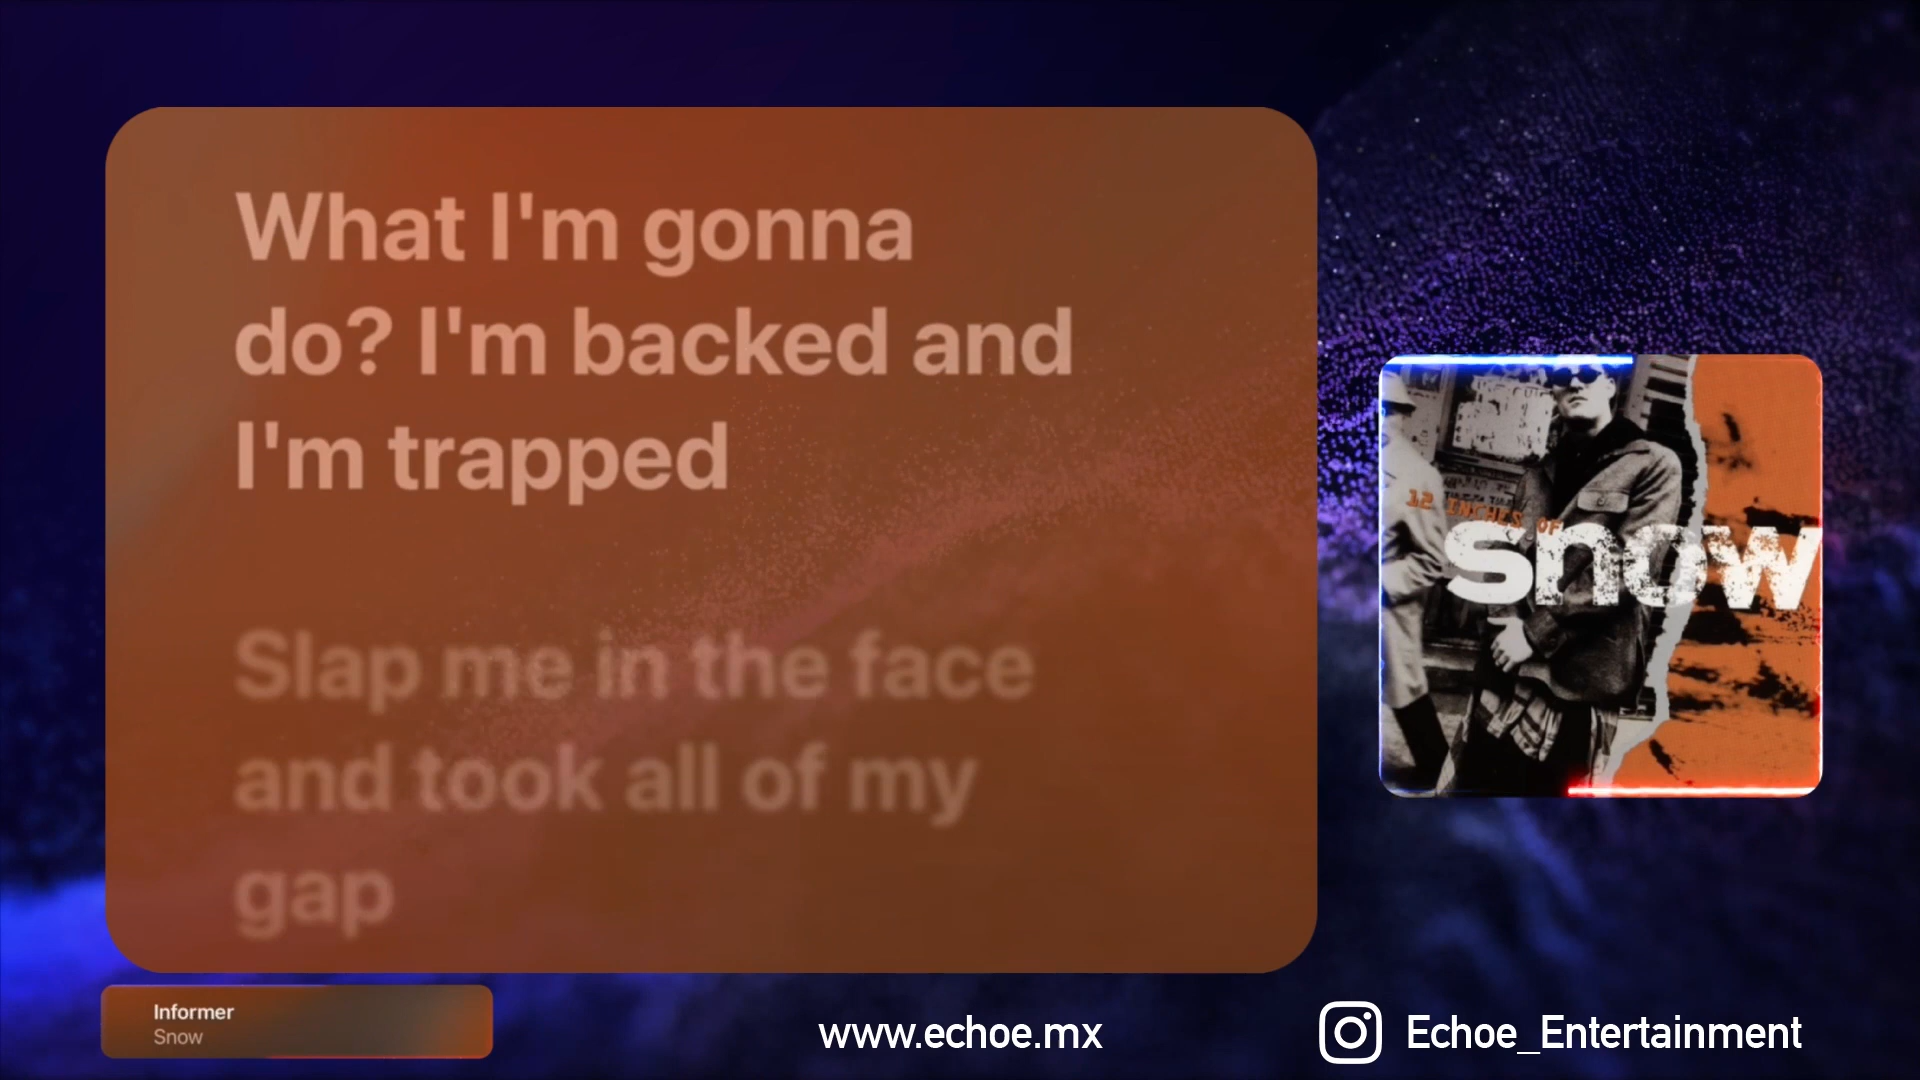 What I'm gonna
do? I'm backed and
I'm trapped
Slap me in the face
and took all of my
gap
12 INCHES OF
snow
Informer
Snow
www.echoe.mx
Echoe_Entertainment